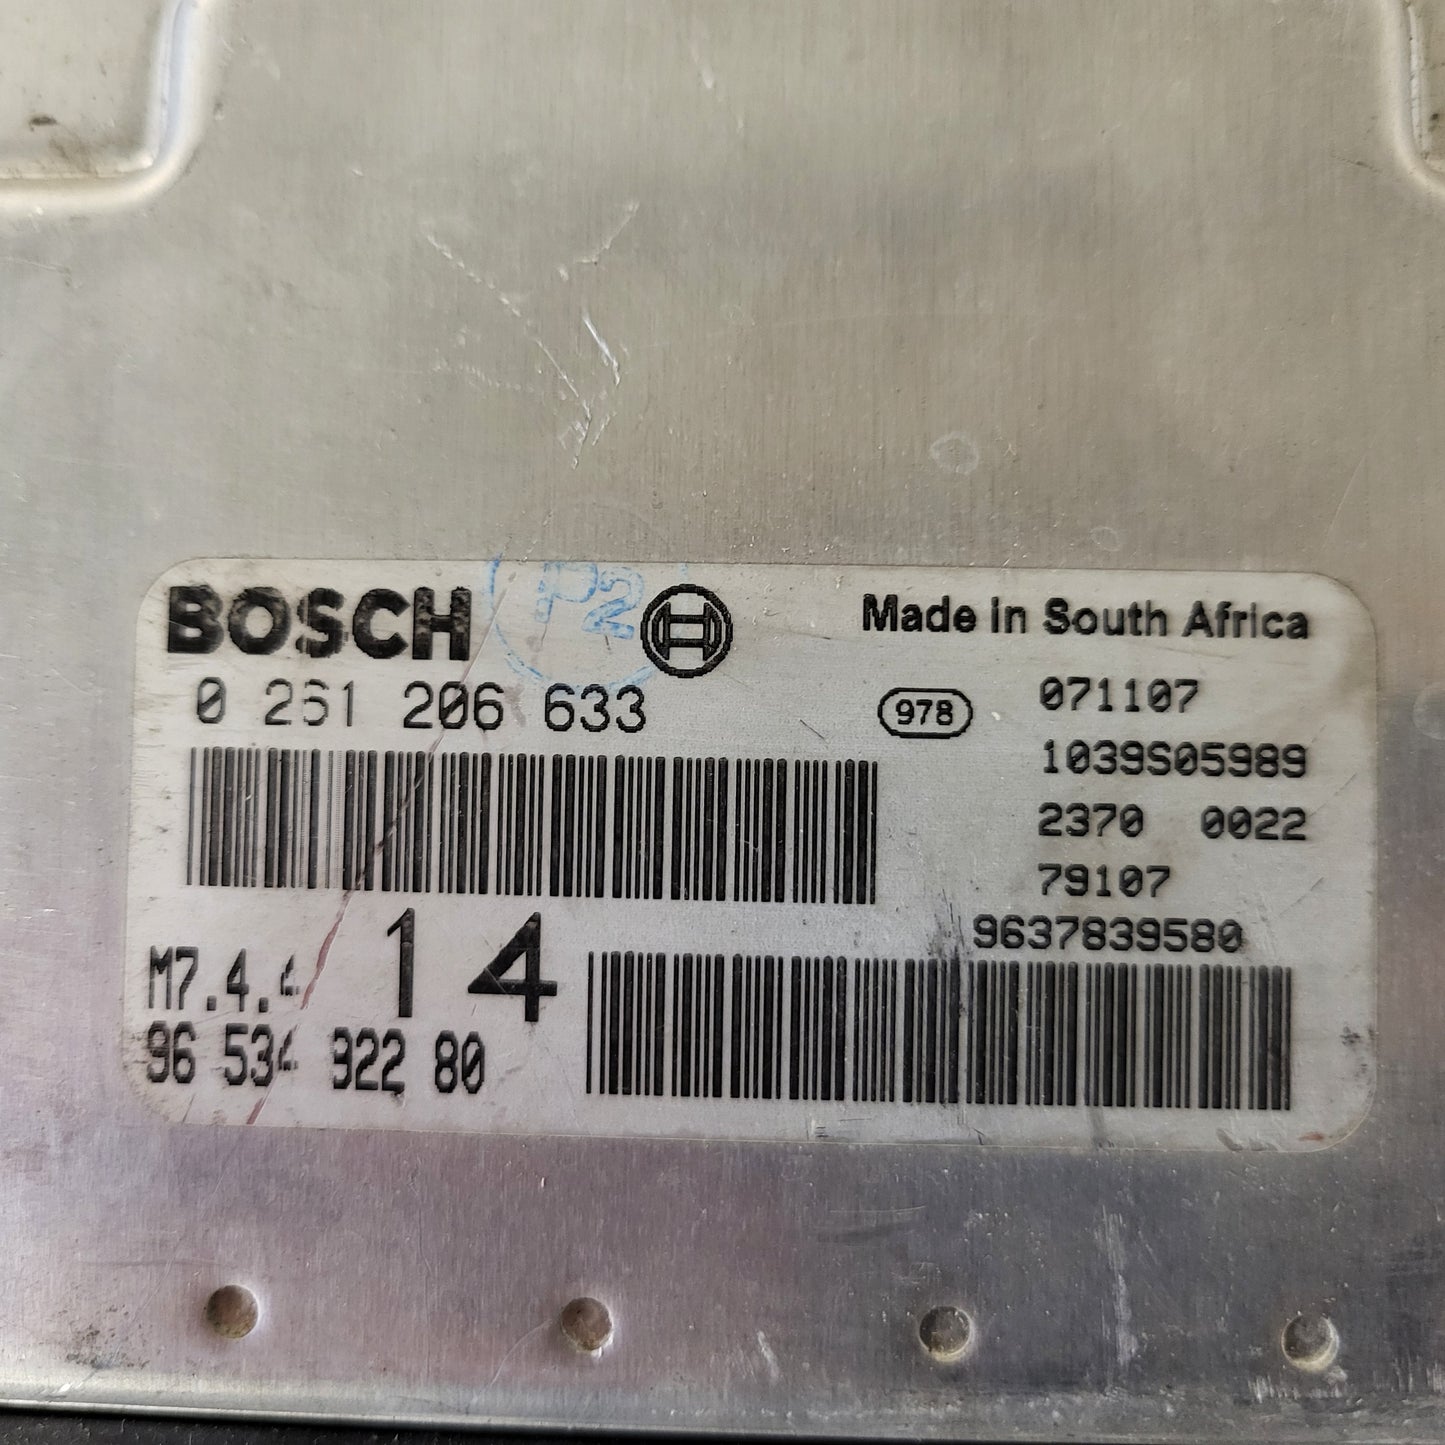 BOSCH
P2
Made in South Africa
0 261 206 633
978
071107
1039S05989
2370 0022
79107
9637839580
M7.4.4
14
96 534 922 80